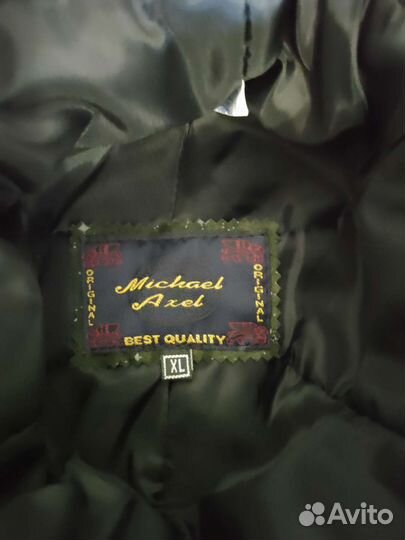 ORIGINAL
Michael
Axel
ORIGINAL
BEST QUALITY
XL
Avito